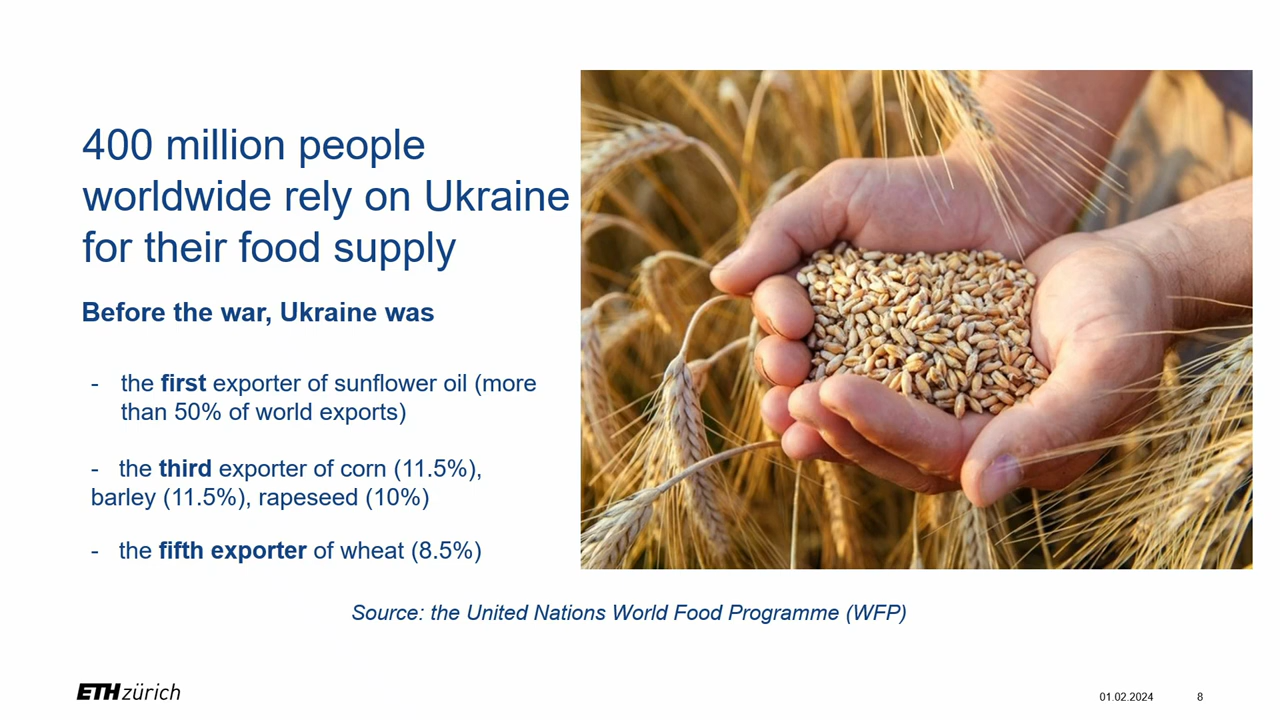 400 million people
worldwide rely on Ukraine
for their food supply
Before the war, Ukraine was
- the first exporter of sunflower oil (more
than 50% of world exports)
- the third exporter of corn (11.5%),
barley (11.5%), rapeseed (10%)
- the fifth exporter of wheat (8.5%)
Source: the United Nations World Food Programme (WFP)
ETH zürich
01.02.2024 8